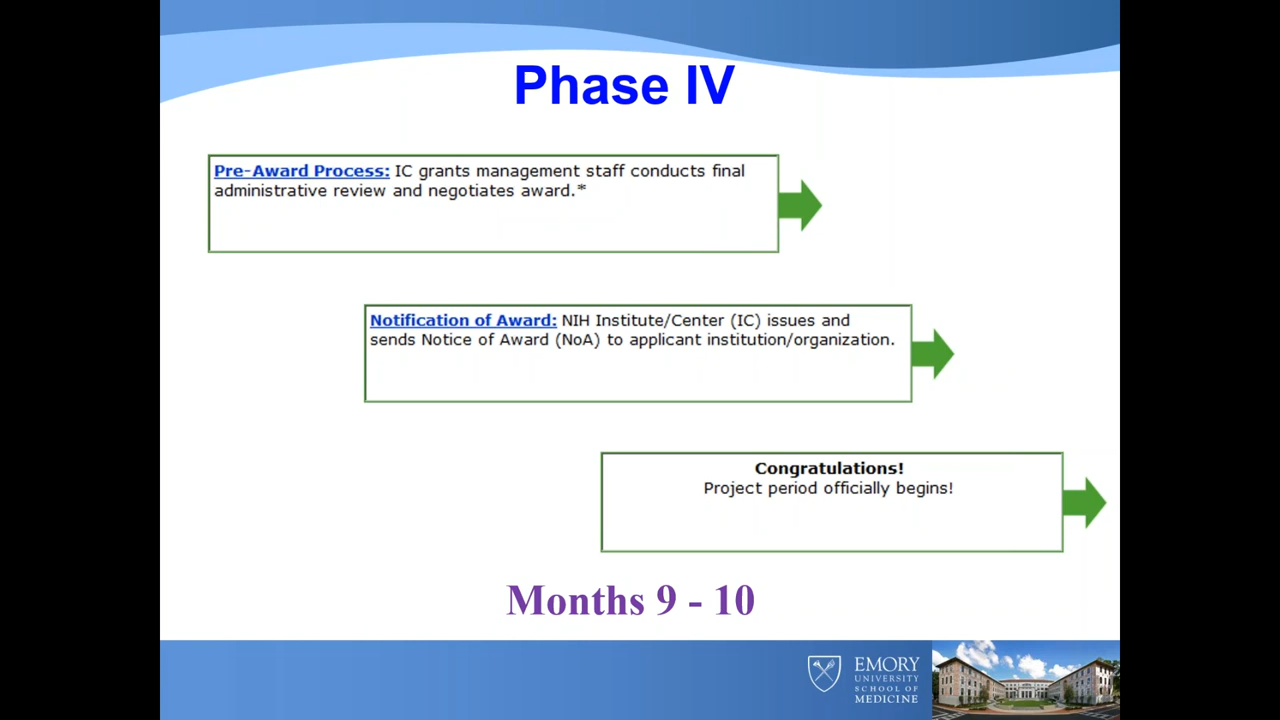 Phase IV
Pre-Award Process: IC grants management staff conducts final
administrative review and negotiates award.*
Notification of Award: NIH Institute/Center (IC) issues and
sends Notice of Award (NoA) to applicant institution/organization.
Congratulations!
Project period officially begins!
Months 9 - 10
EMORY
UNIVERSITY
SCHOOL OF
MEDICINE